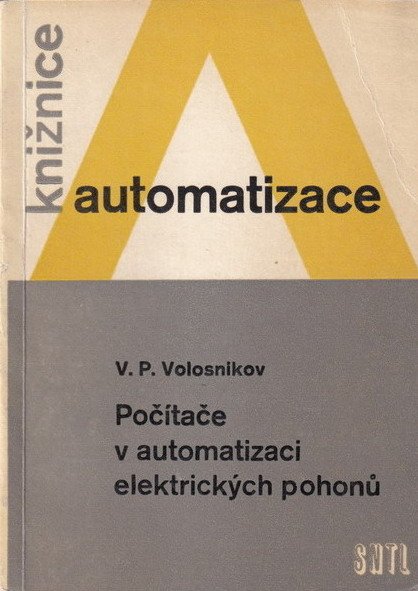 knižnice
automatizace
V. P. Volosnikov
Počítače
v automatizaci
elektrických pohonů
SNTL